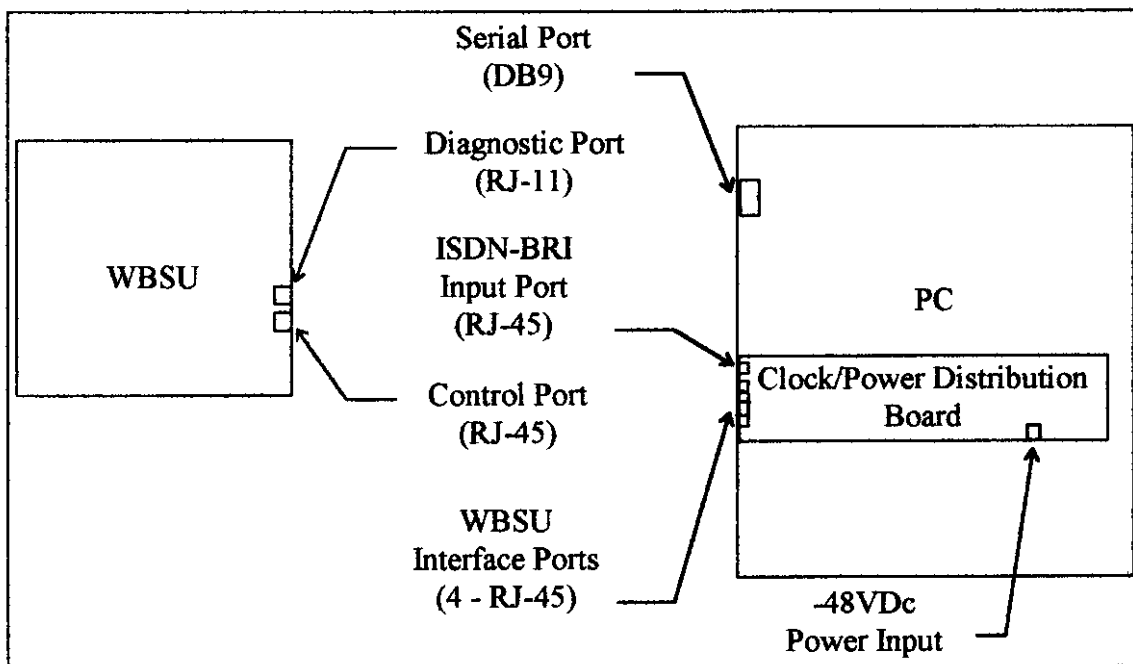 Serial Port
(DB9)
Diagnostic Port
(RJ-11)
WBSU
ISDN-BRI
Input Port
(RJ-45)
PC
Clock/Power Distribution
Board
Control Port
(RJ-45)
WBSU
Interface Ports
(4 - RJ-45)
-48VDc
Power Input